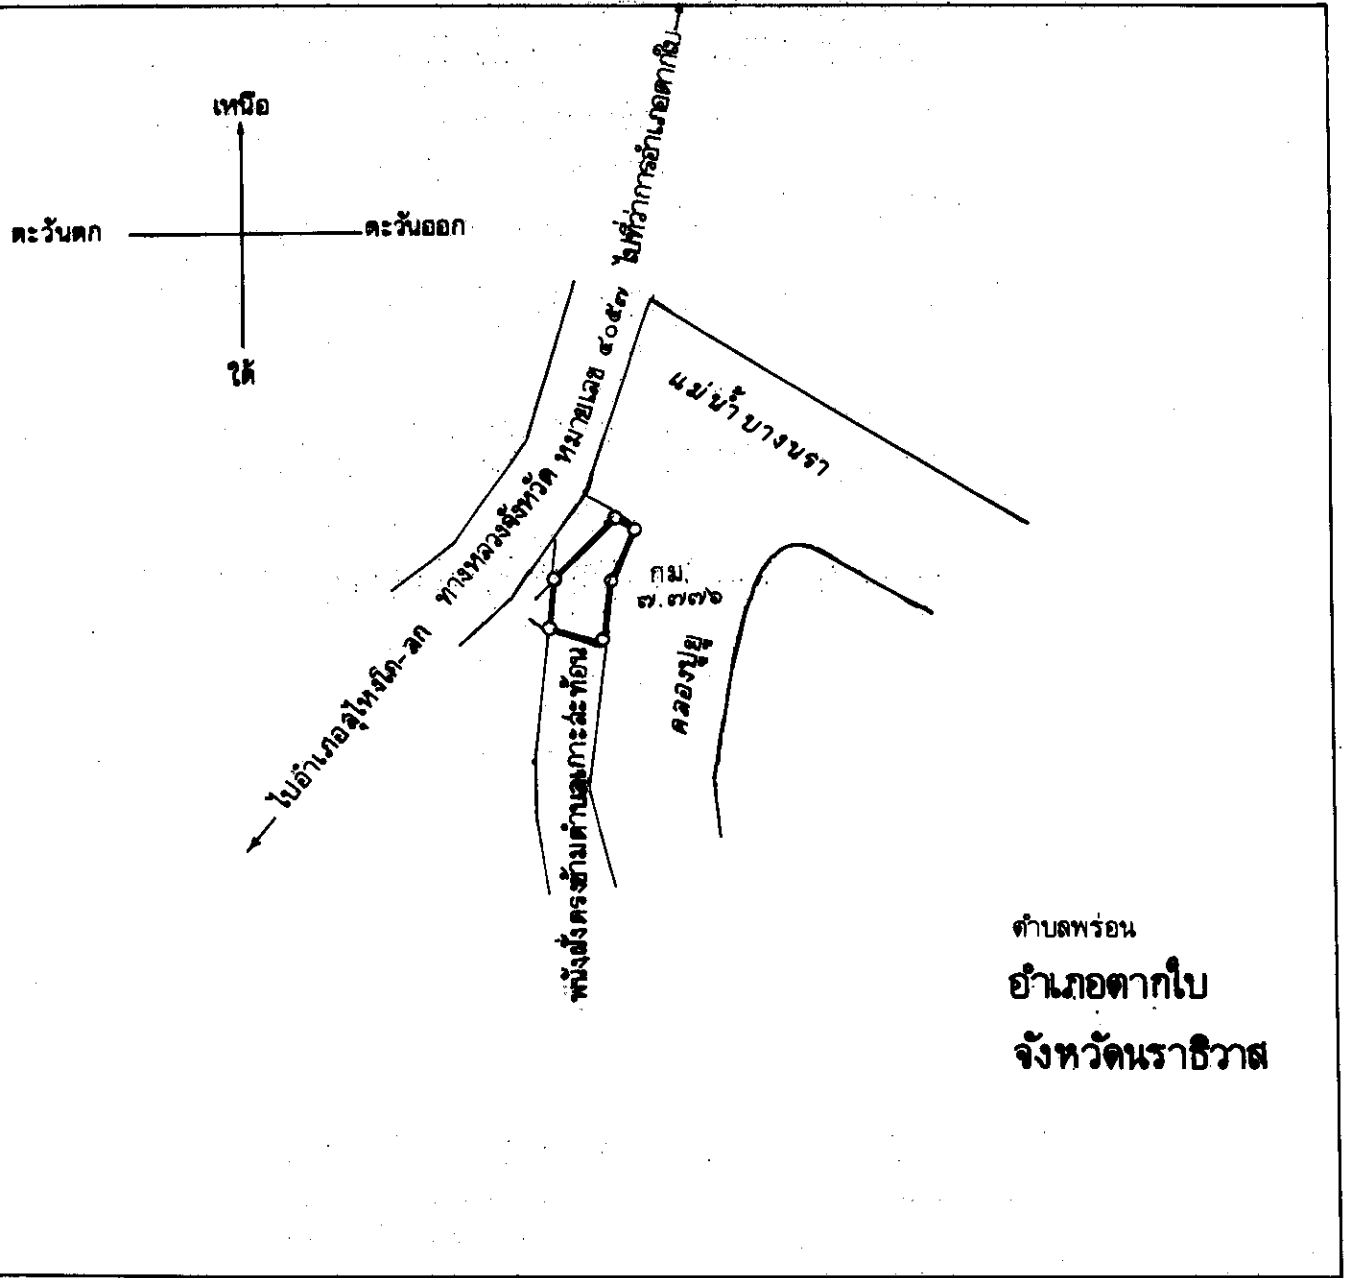 เหนือ
ตะวันตก
ตะวันออก
ใต้
ไปที่ว่าการอำเภอตากใบ
ทางหลวงจังหวัด หมายเลข ๔๐๕๗
ไปอำเภอสุไหงโก-ลก
แม่น้ำบางนรา
กม.
๗.๗๗๖
คลองปูยู
พนังฝั่งตรงข้ามตำบลเกาะสะท้อน
ตำบลพร่อน
อำเภอตากใบ
จังหวัดนราธิวาส